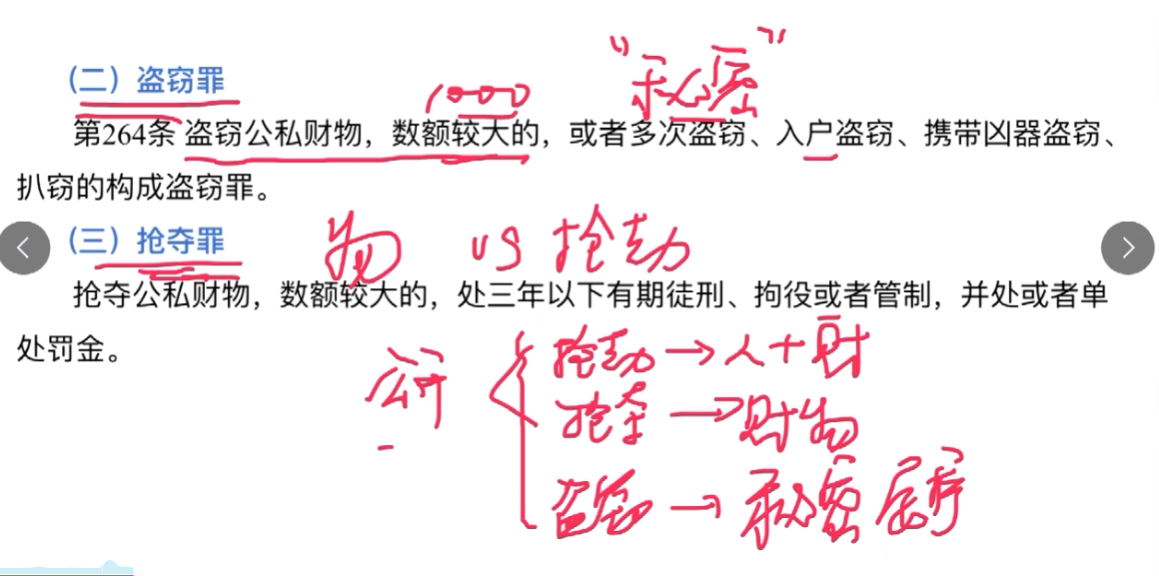 "秘密"
（二）盗窃罪
1000
第264条 盗窃公私财物，数额较大的，或者多次盗窃、入户盗窃、携带凶器盗窃、
扒窃的构成盗窃罪。
（三）抢夺罪
物 VS 抢劫
抢夺公私财物，数额较大的，处三年以下有期徒刑、拘役或者管制，并处或者单
处罚金。
抢劫→人+财
公开
抢夺→财物
盗窃→秘密